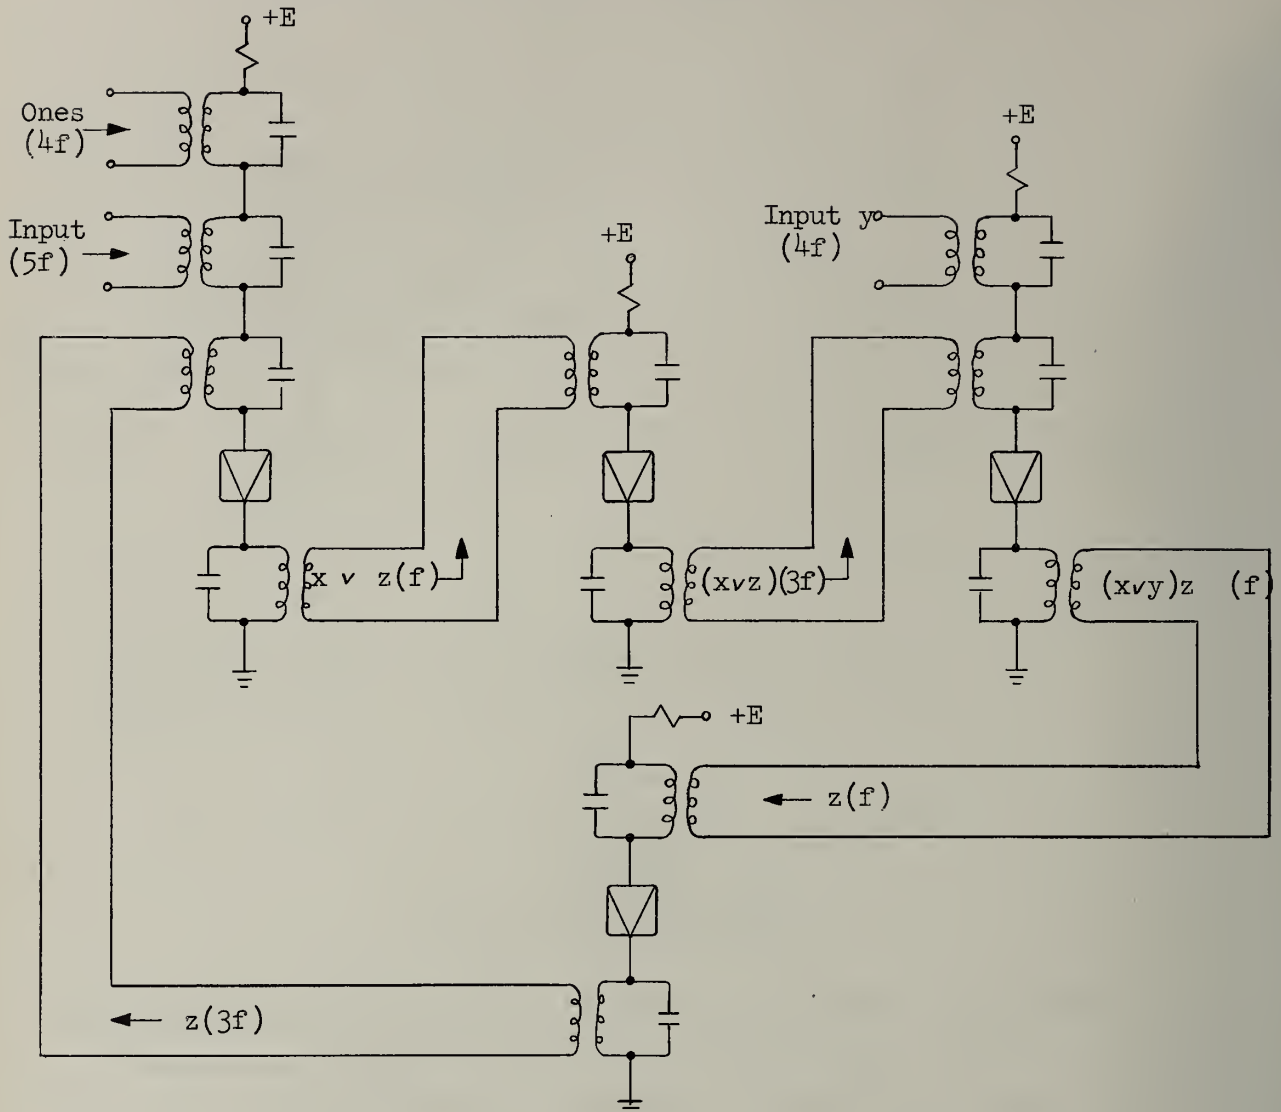 +E
Ones
(4f)
+E
Input
(5f)
Input y
(4f)
+E
x v z(f)
(xvz)(3f)
(xvy)z (f)
+E
z(f)
z(3f)